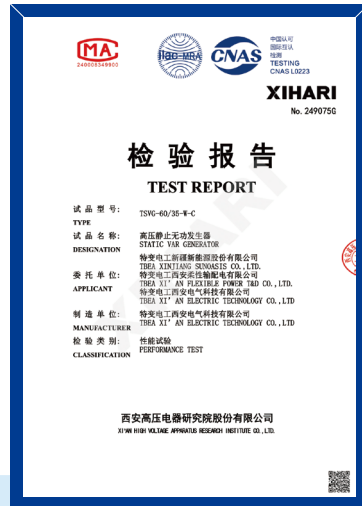 MA
240008349900
ilac-MRA
CNAS
中国认可
国际互认
检测
TESTING
CNAS L0223
XIHARI
No. 249075G
检验报告
TEST REPORT
试品型号: TSVG-60/35-W-C
TYPE
试品名称: 高压静止无功发生器
DESIGNATION STATIC VAR GENERATOR
特变电工新疆新能源股份有限公司
TBEA XINJIANG SUNOASIS CO.,LTD.
委托单位: 特变电工西安柔性输配电有限公司
APPLICANT TBEA XI'AN FLEXIBLE POWER T&D CO.,LTD.
特变电工西安电气科技有限公司
TBEA XI'AN ELECTRIC TECHNOLOGY CO.,LTD
制造单位: 特变电工西安电气科技有限公司
MANUFACTURER TBEA XI'AN ELECTRIC TECHNOLOGY CO.,LTD
检验类别: 性能试验
CLASSIFICATION PERFORMANCE TEST
西安高压电器研究院股份有限公司
XI'AN HIGH VOLTAGE APPARATUS RESEARCH INSTITUTE CO.,LTD.
XIHARI